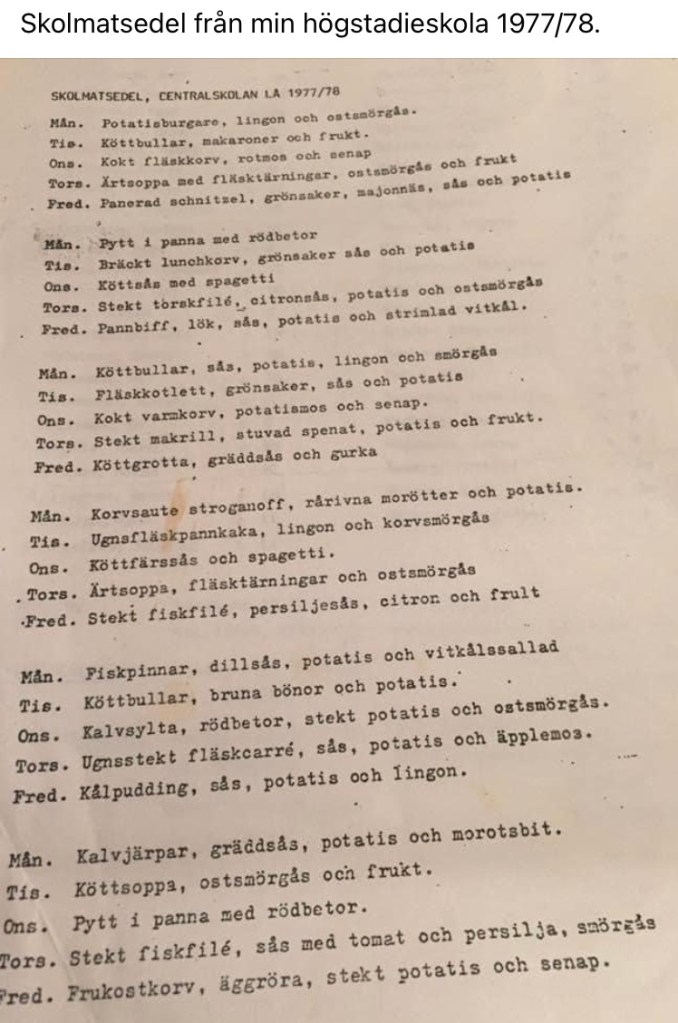 Skolmatsedel från min högstadieskola 1977/78.
SKOLMATSEDEL, CENTRALSKOLAN LA 1977/78
Mån. Potatisburgare, lingon och ostsmörgås.
Tis. Köttbullar, makaroner och frukt.
Ons. Kokt fläskkorv, rotmos och senap
Tors. Ärtsoppa med fläsktärningar, ostsmörgås och frukt
Fred. Panerad schnitzel, grönsaker, majonnäs, sås och potatis
Mån. Pytt i panna med rödbetor
Tis. Bräckt lunchkorv, grönsaker sås och potatis
Ons. Köttsås med spagetti
Tors. Stekt torskfilé, citronsås, potatis och ostsmörgås
Fred. Pannbiff, lök, sås, potatis och strimlad vitkål.
Mån. Köttbullar, sås, potatis, lingon och smörgås
Tis. Fläskkotlett, grönsaker, sås och potatis
Ons. Kokt varmkorv, potatismos och senap.
Tors. Stekt makrill, stuvad spenat, potatis och frukt.
Fred. Köttgrotta, gräddsås och gurka
Mån. Korvsaute stroganoff, rårivna morötter och potatis.
Tis. Ugnsfläskpannkaka, lingon och korvsmörgås
Ons. Köttfärssås och spagetti.
Tors. Ärtsoppa, fläsktärningar och ostsmörgås
Fred. Stekt fiskfilé, persiljesås, citron och frult
Mån. Fiskpinnar, dillsås, potatis och vitkålssallad
Tis. Köttbullar, bruna bönor och potatis.
Ons. Kalvsylta, rödbetor, stekt potatis och ostsmörgås.
Tors. Ugnsstekt fläskcarré, sås, potatis och äpplemos.
Fred. Kålpudding, sås, potatis och lingon.
Mån. Kalvjärpar, gräddsås, potatis och morotsbit.
Tis. Köttsoppa, ostsmörgås och frukt.
Ons. Pytt i panna med rödbetor.
Tors. Stekt fiskfilé, sås med tomat och persilja, smörgås
Fred. Frukostkorv, äggröra, stekt potatis och senap.